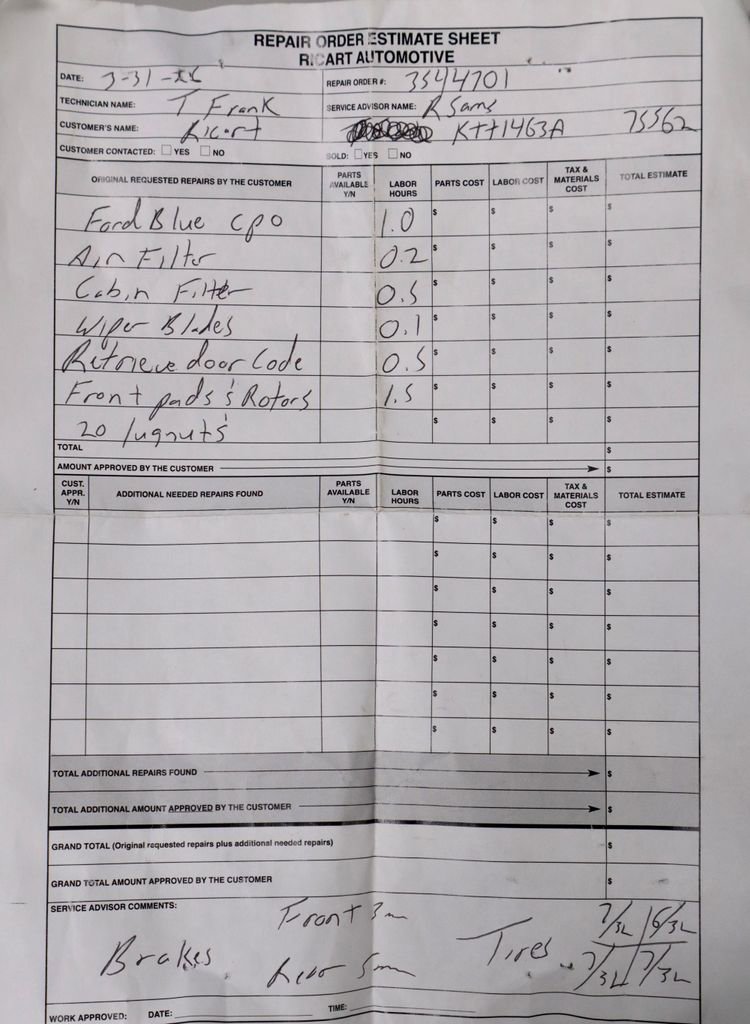 REPAIR ORDER ESTIMATE SHEET
RICART AUTOMOTIVE
DATE: 3-31- REPAIR ORDER #: 3544701
TECHNICIAN NAME: T Frank SERVICE ADVISOR NAME: R Sams
CUSTOMER'S NAME: Ricart KTT1463A 75562
CUSTOMER CONTACTED: YES NO SOLD: YES NO
ORIGINAL REQUESTED REPAIRS BY THE CUSTOMER PARTS AVAILABLE Y/N LABOR HOURS PARTS COST LABOR COST TAX & MATERIALS COST TOTAL ESTIMATE
Ford Blue CPO 1.0 $ $ $ $
Air Filter 0.2 $ $ $ $
Cabin Filter 0.5 $ $ $ $
Wiper Blades 0.1 $ $ $ $
Retrieve door Code 0.5 $ $ $ $
Front pads & Rotors 1.5 $ $ $ $
20 lugnuts $ $ $ $
TOTAL $
AMOUNT APPROVED BY THE CUSTOMER $
CUST. APPR. Y/N ADDITIONAL NEEDED REPAIRS FOUND PARTS AVAILABLE Y/N LABOR HOURS PARTS COST LABOR COST TAX & MATERIALS COST TOTAL ESTIMATE
$ $ $ $
$ $ $ $
$ $ $ $
$ $ $ $
$ $ $ $
$ $ $ $
$ $ $ $
TOTAL ADDITIONAL REPAIRS FOUND $
TOTAL ADDITIONAL AMOUNT APPROVED BY THE CUSTOMER $
GRAND TOTAL (Original requested repairs plus additional needed repairs) $
GRAND TOTAL AMOUNT APPROVED BY THE CUSTOMER $
SERVICE ADVISOR COMMENTS:
Brakes Front 3m Tires 7/32 6/32
Rear 5m 7/32 7/32
WORK APPROVED: DATE: TIME: